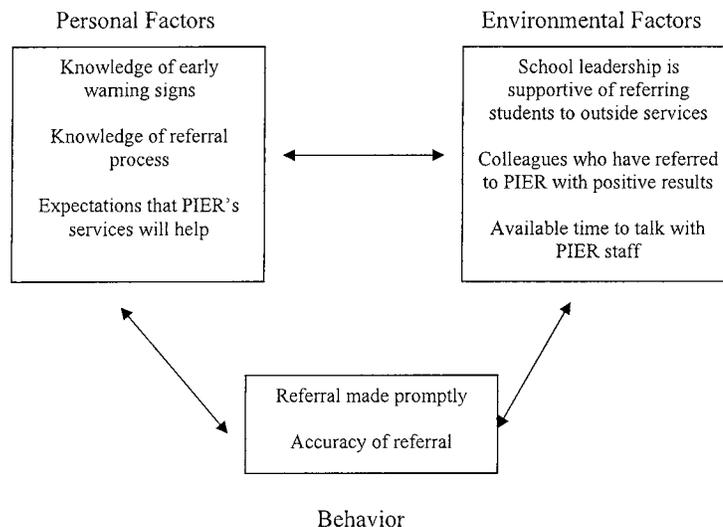 Personal Factors
Knowledge of early
warning signs
Knowledge of referral
process
Expectations that PIER's
services will help
Environmental Factors
School leadership is
supportive of referring
students to outside services
Colleagues who have referred
to PIER with positive results
Available time to talk with
PIER staff
Referral made promptly
Accuracy of referral
Behavior